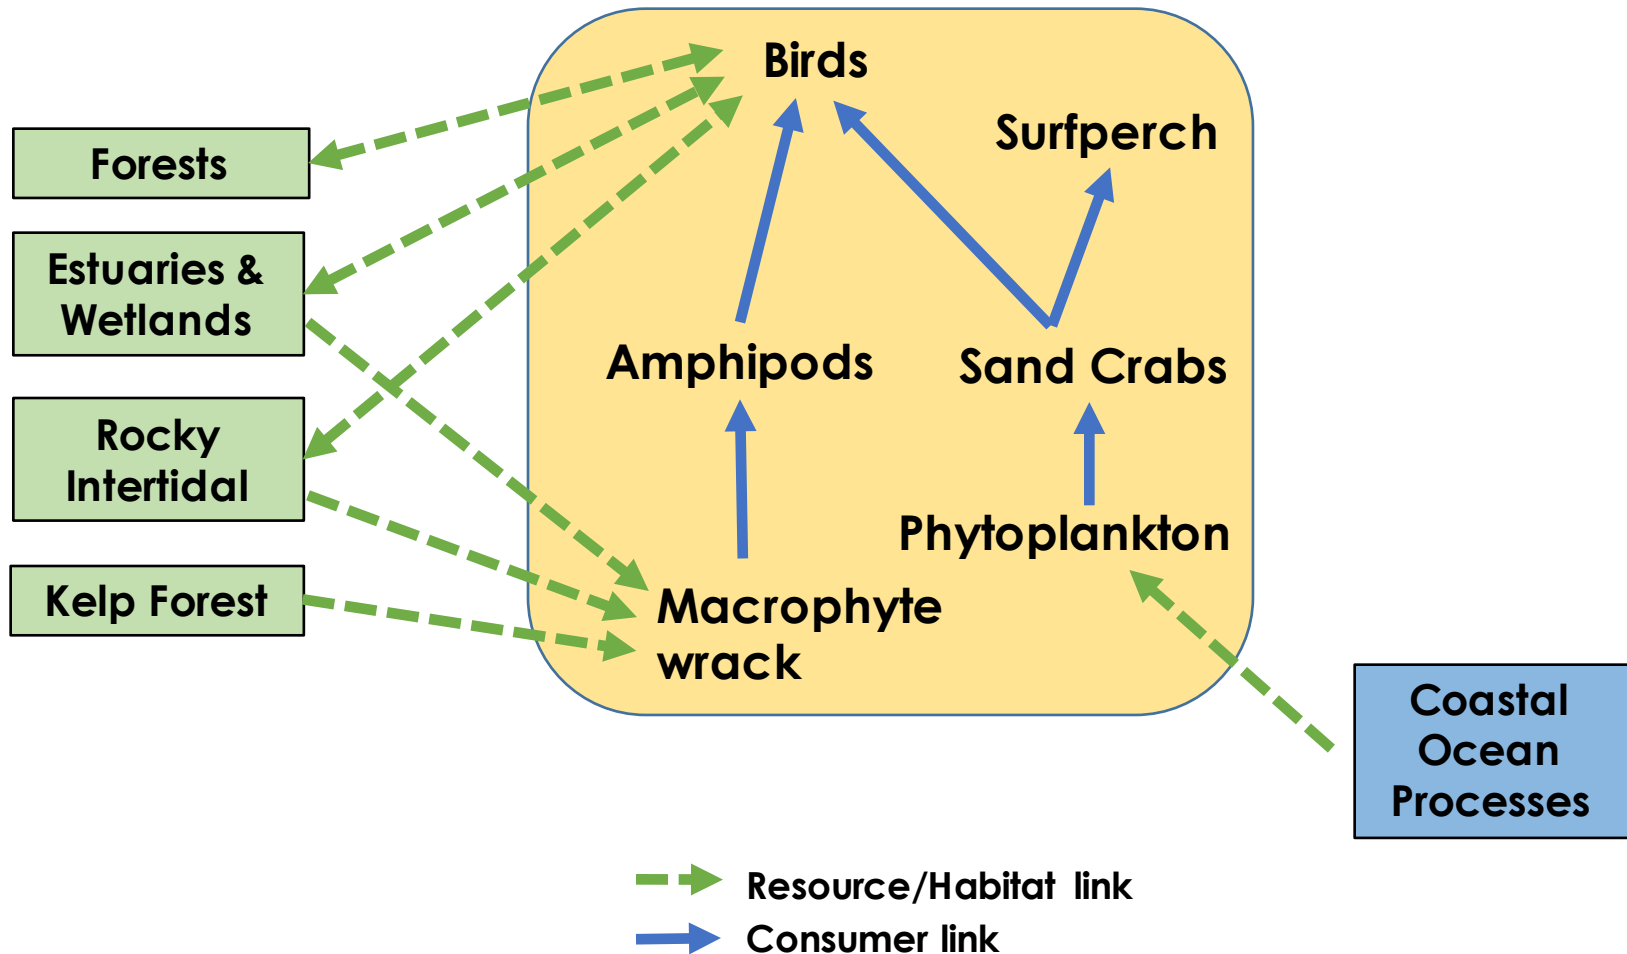 Birds
Surfperch
Forests
Estuaries &
Wetlands
Amphipods
Sand Crabs
Rocky
Intertidal
Phytoplankton
Kelp Forest
Macrophyte
wrack
Coastal
Ocean
Processes
Resource/Habitat link
Consumer link